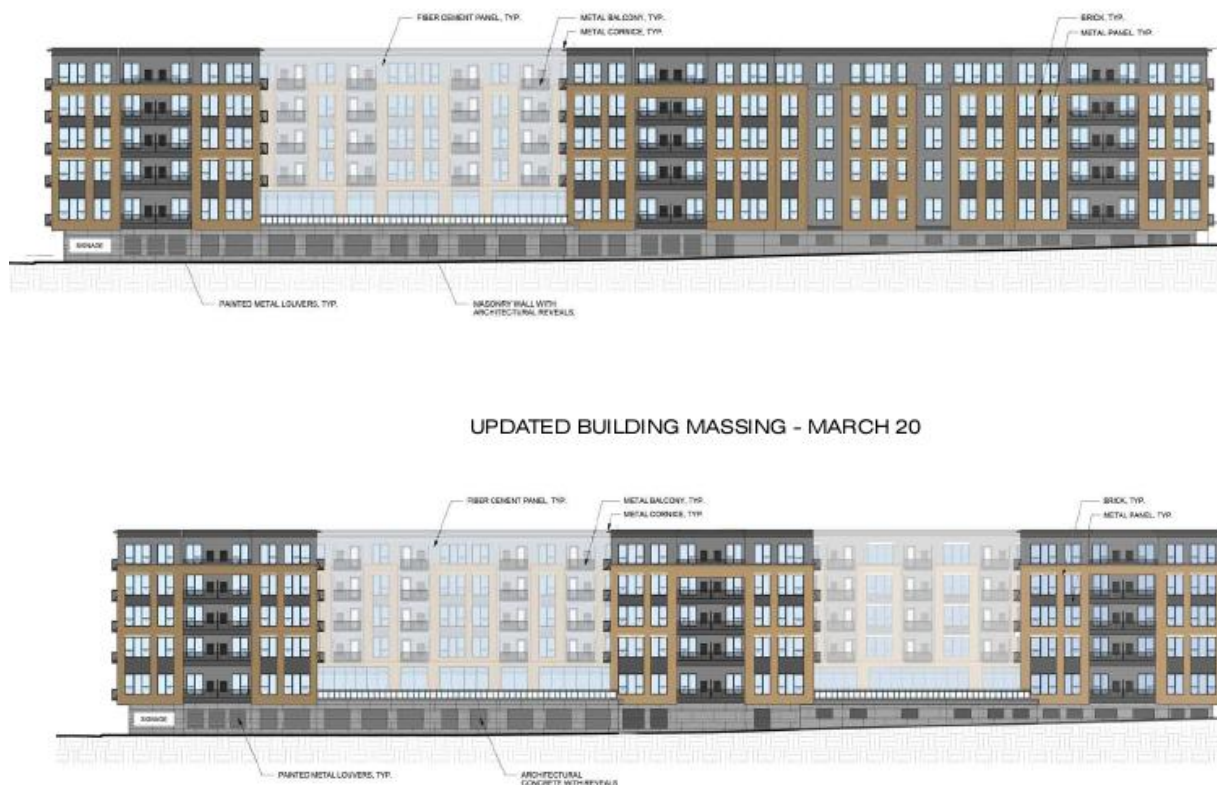 FIBER CEMENT PANEL, TYP.
METAL BALCONY, TYP.
METAL CORNICE, TYP.
BRICK, TYP.
METAL PANEL, TYP.
SIGNAGE
PAINTED METAL LOUVERS, TYP.
MASONRY WALL WITH
ARCHITECTURAL REVEALS.
UPDATED BUILDING MASSING - MARCH 20
FIBER CEMENT PANEL, TYP.
METAL BALCONY, TYP.
METAL CORNICE, TYP.
BRICK, TYP.
METAL PANEL, TYP.
SIGNAGE
PAINTED METAL LOUVERS, TYP.
ARCHITECTURAL
CONCRETE WITH REVEALS